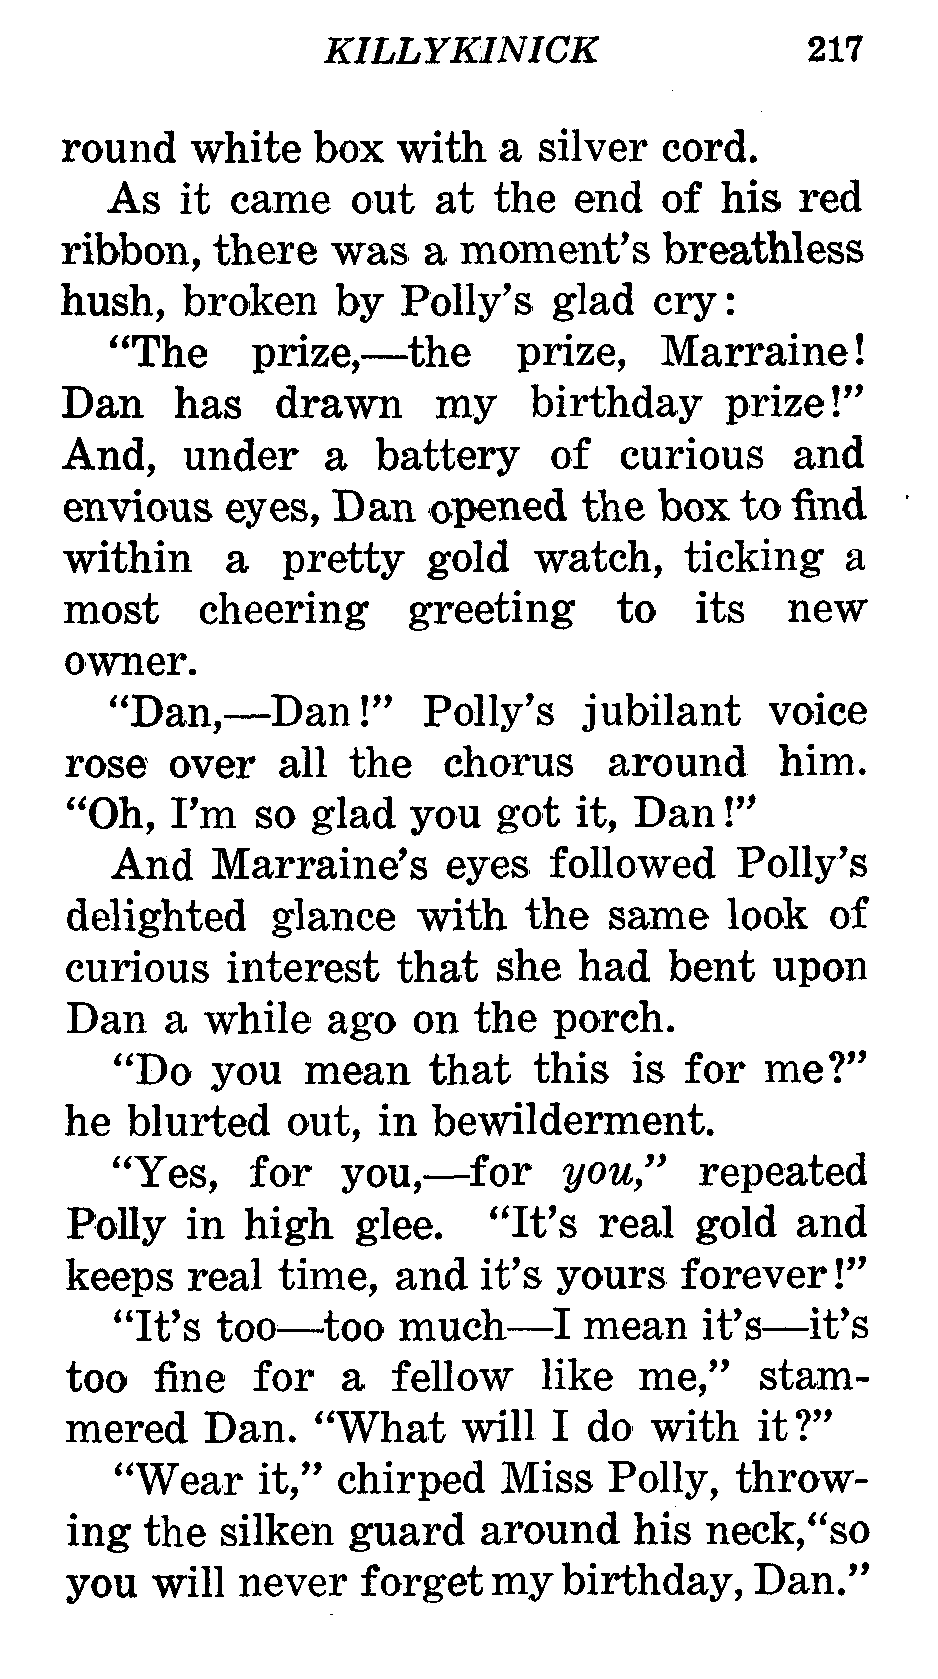 KILLYKINICK 217
round white box with a silver cord.
As it came out at the end of his red
ribbon, there was a moment's breathless
hush, broken by Polly's glad cry:
“The prize,—the prize, Marraine!
Dan has drawn my birthday prize!”
And, under a battery of curious and
envious eyes, Dan opened the box to find
within a pretty gold watch, ticking a
most cheering greeting to its new
owner.
“Dan,—Dan!” Polly's jubilant voice
rose over all the chorus around him.
“Oh, I'm so glad you got it, Dan!”
And Marraine's eyes followed Polly's
delighted glance with the same look of
curious interest that she had bent upon
Dan a while ago on the porch.
“Do you mean that this is for me?”
he blurted out, in bewilderment.
“Yes, for you,—for you,” repeated
Polly in high glee. “It's real gold and
keeps real time, and it's yours forever!”
“It's too—too much—I mean it's—it's
too fine for a fellow like me,” stam-
mered Dan. “What will I do with it?”
“Wear it,” chirped Miss Polly, throw-
ing the silken guard around his neck,“so
you will never forget my birthday, Dan.”